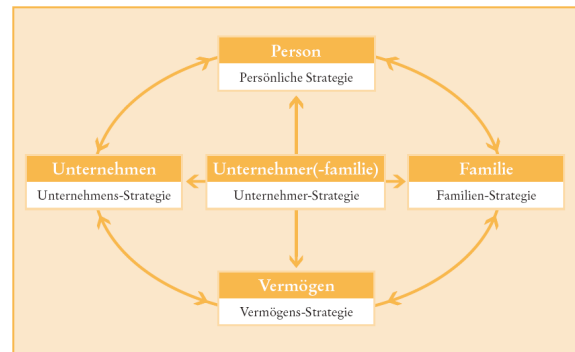 Person
Persönliche Strategie
Unternehmen
Unternehmens-Strategie
Unternehmer(-familie)
Unternehmer-Strategie
Familie
Familien-Strategie
Vermögen
Vermögens-Strategie